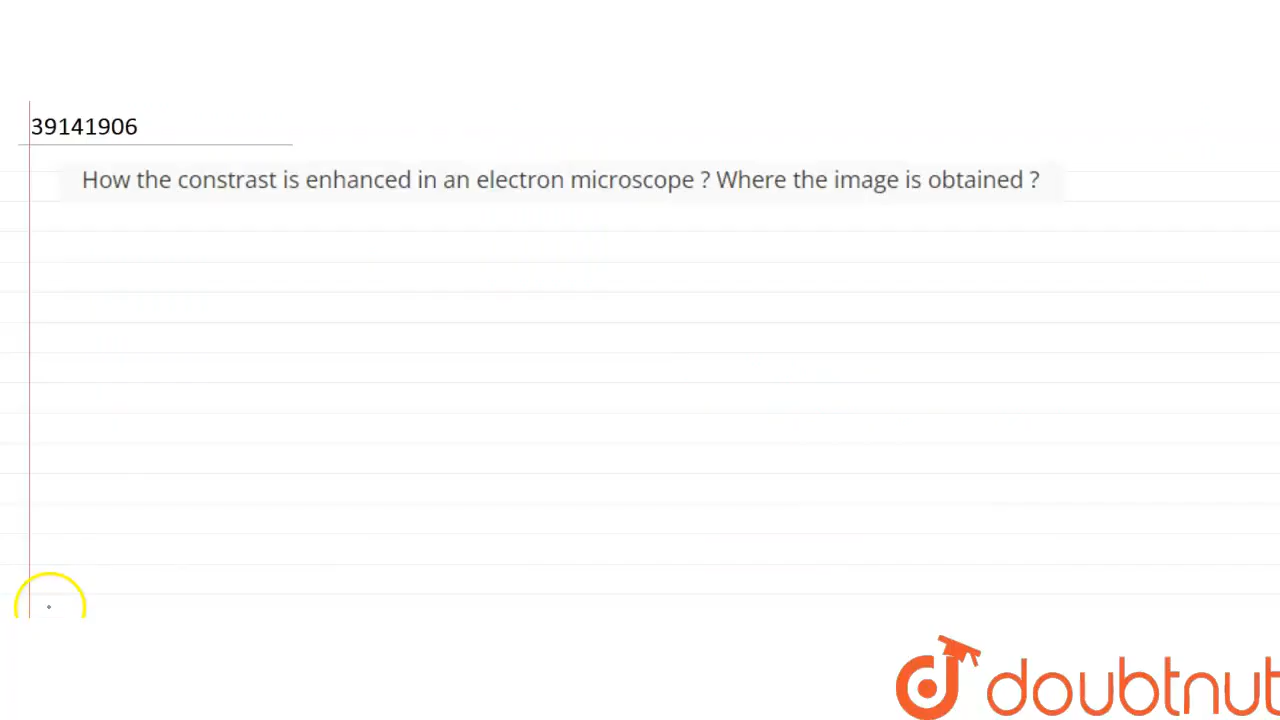 39141906
How the constrast is enhanced in an electron microscope ? Where the image is obtained ?
doubtnut